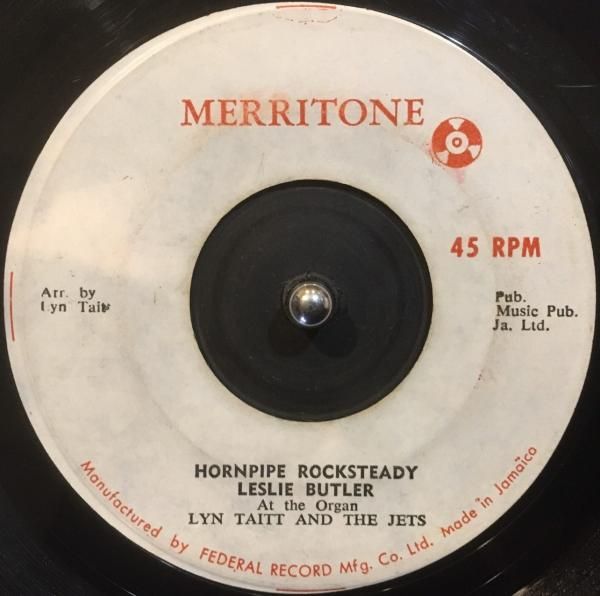 MERRITONE
45 RPM
Arr. by
Lyn Taitt
Pub.
Music Pub.
Ja. Ltd.
HORNPIPE ROCKSTEADY
LESLIE BUTLER
At the Organ
LYN TAITT AND THE JETS
Manufactured by FEDERAL RECORD Mfg. Co. Ltd. Made in Jamaica